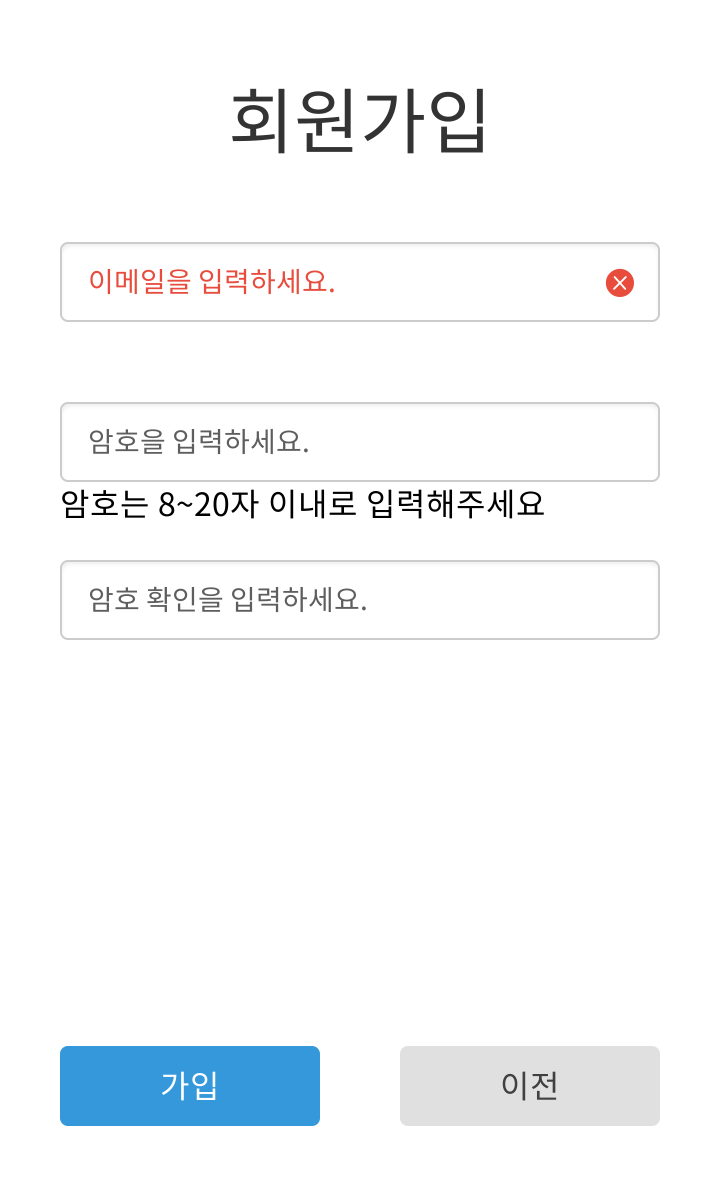 회원가입
이메일을 입력하세요.
암호을 입력하세요.
암호는 8~20자 이내로 입력해주세요
암호 확인을 입력하세요.
가입
이전